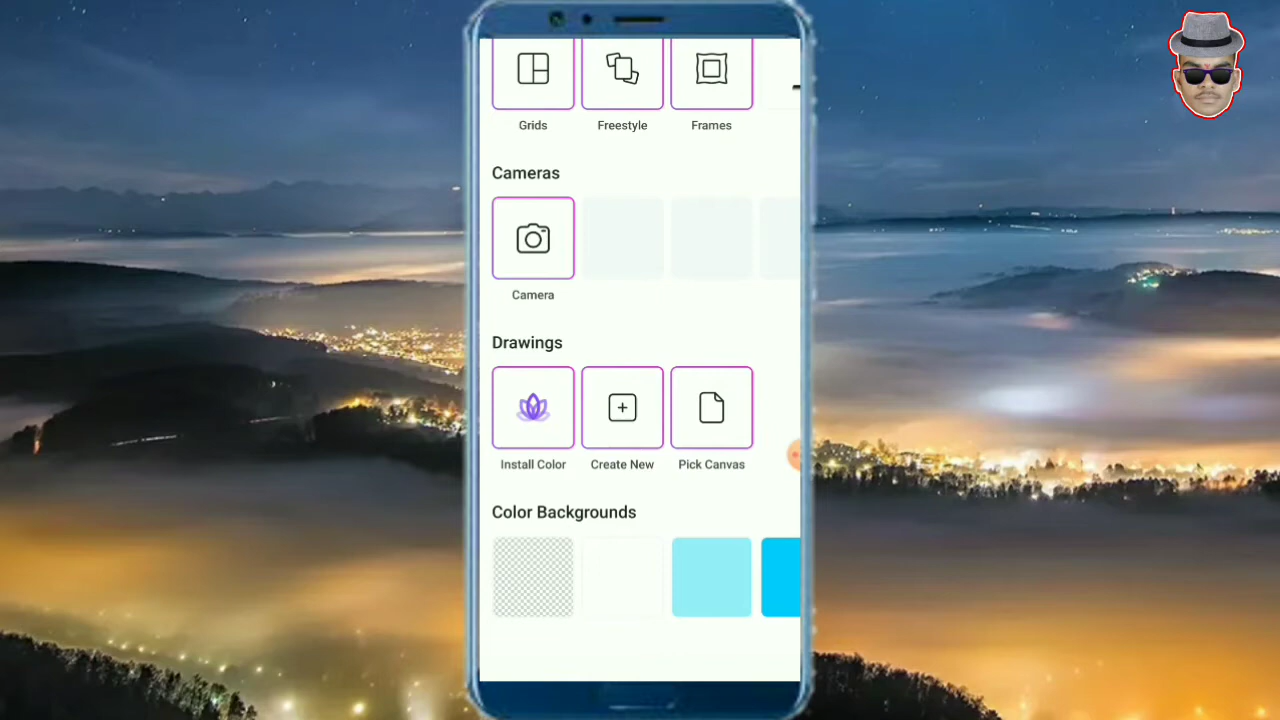 Grids Freestyle Frames
Cameras
Camera
Drawings
Install Color Create New Pick Canvas
Color Backgrounds